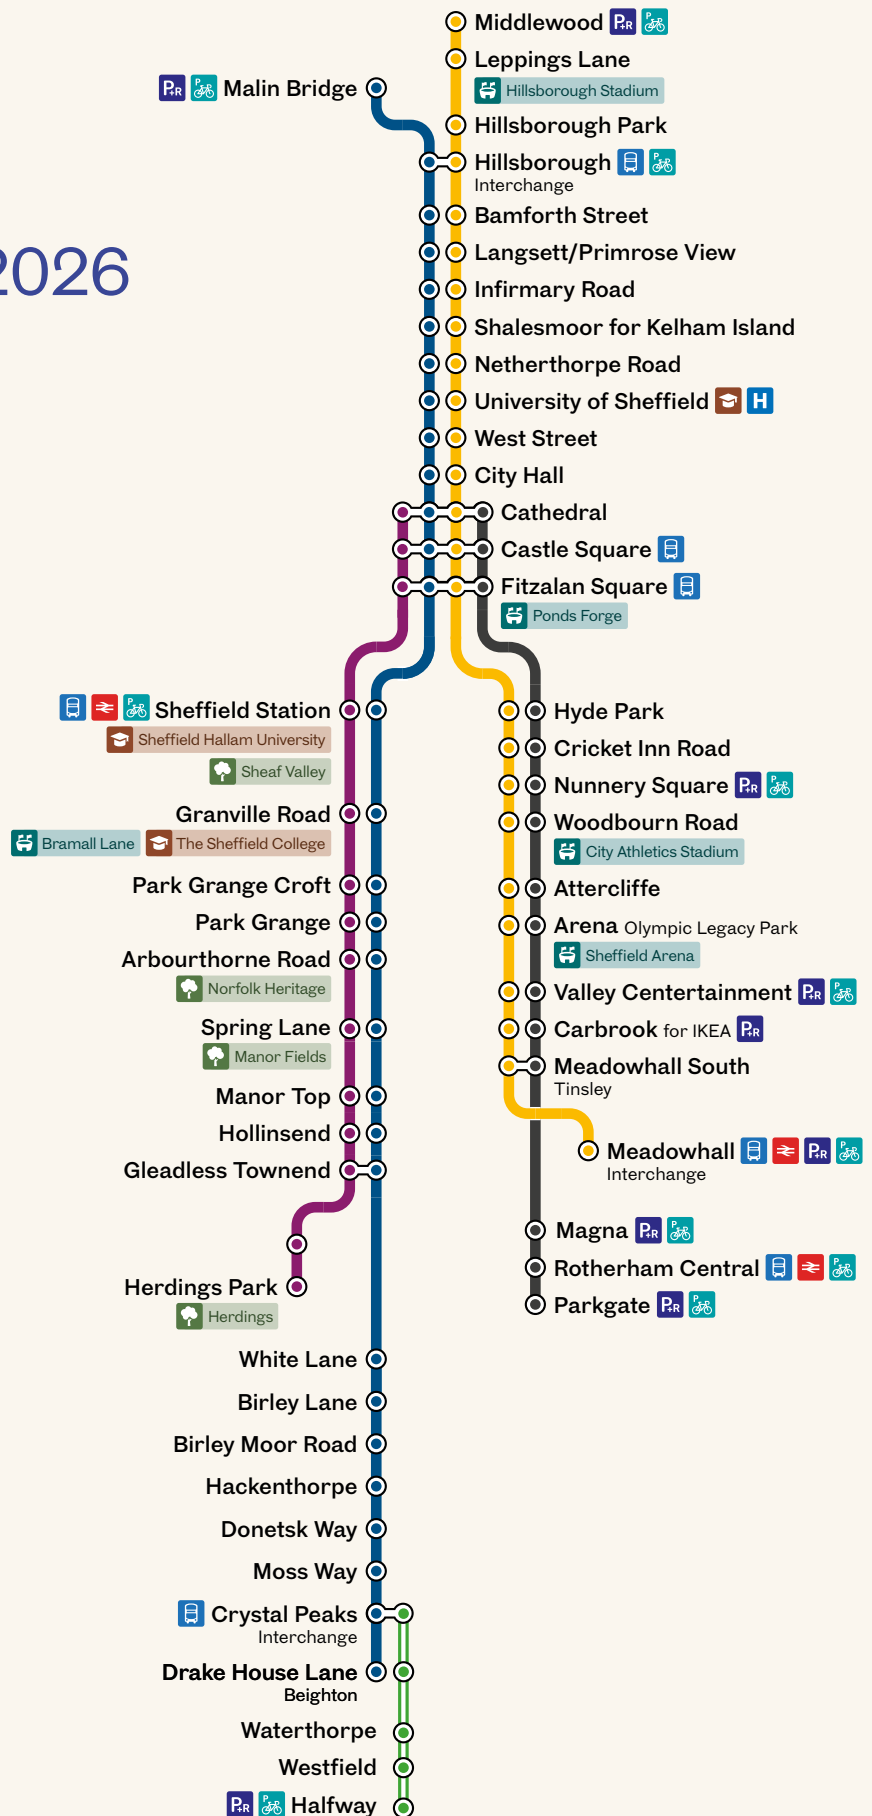 Middlewood P+R P
Leppings Lane
Malin Bridge P+R P
Hillsborough Stadium
Hillsborough Park
Hillsborough P
Interchange
Bamforth Street
Langsett/Primrose View
2026
Infirmary Road
Shalesmoor for Kelham Island
Netherthorpe Road
University of Sheffield H
West Street
City Hall
Cathedral
Castle Square
Fitzalan Square
Ponds Forge
P Sheffield Station
Sheffield Hallam University
Sheaf Valley
Granville Road
Bramall Lane The Sheffield College
Park Grange Croft
Park Grange
Arbourthorne Road
Norfolk Heritage
Spring Lane
Manor Fields
Manor Top
Hollinsend
Gleadless Townend
Herdings Park
Herdings
Hyde Park
Cricket Inn Road
Nunnery Square P+R P
Woodbourn Road
City Athletics Stadium
Attercliffe
Arena Olympic Legacy Park
Sheffield Arena
Valley Centertainment P+R P
Carbrook for IKEA P+R
Meadowhall South
Tinsley
Meadowhall P+R P
Interchange
Magna P+R P
Rotherham Central P
Parkgate P+R P
White Lane
Birley Lane
Birley Moor Road
Hackenthorpe
Donetsk Way
Moss Way
Crystal Peaks
Interchange
Drake House Lane
Beighton
Waterthorpe
Westfield
P+R P Halfway